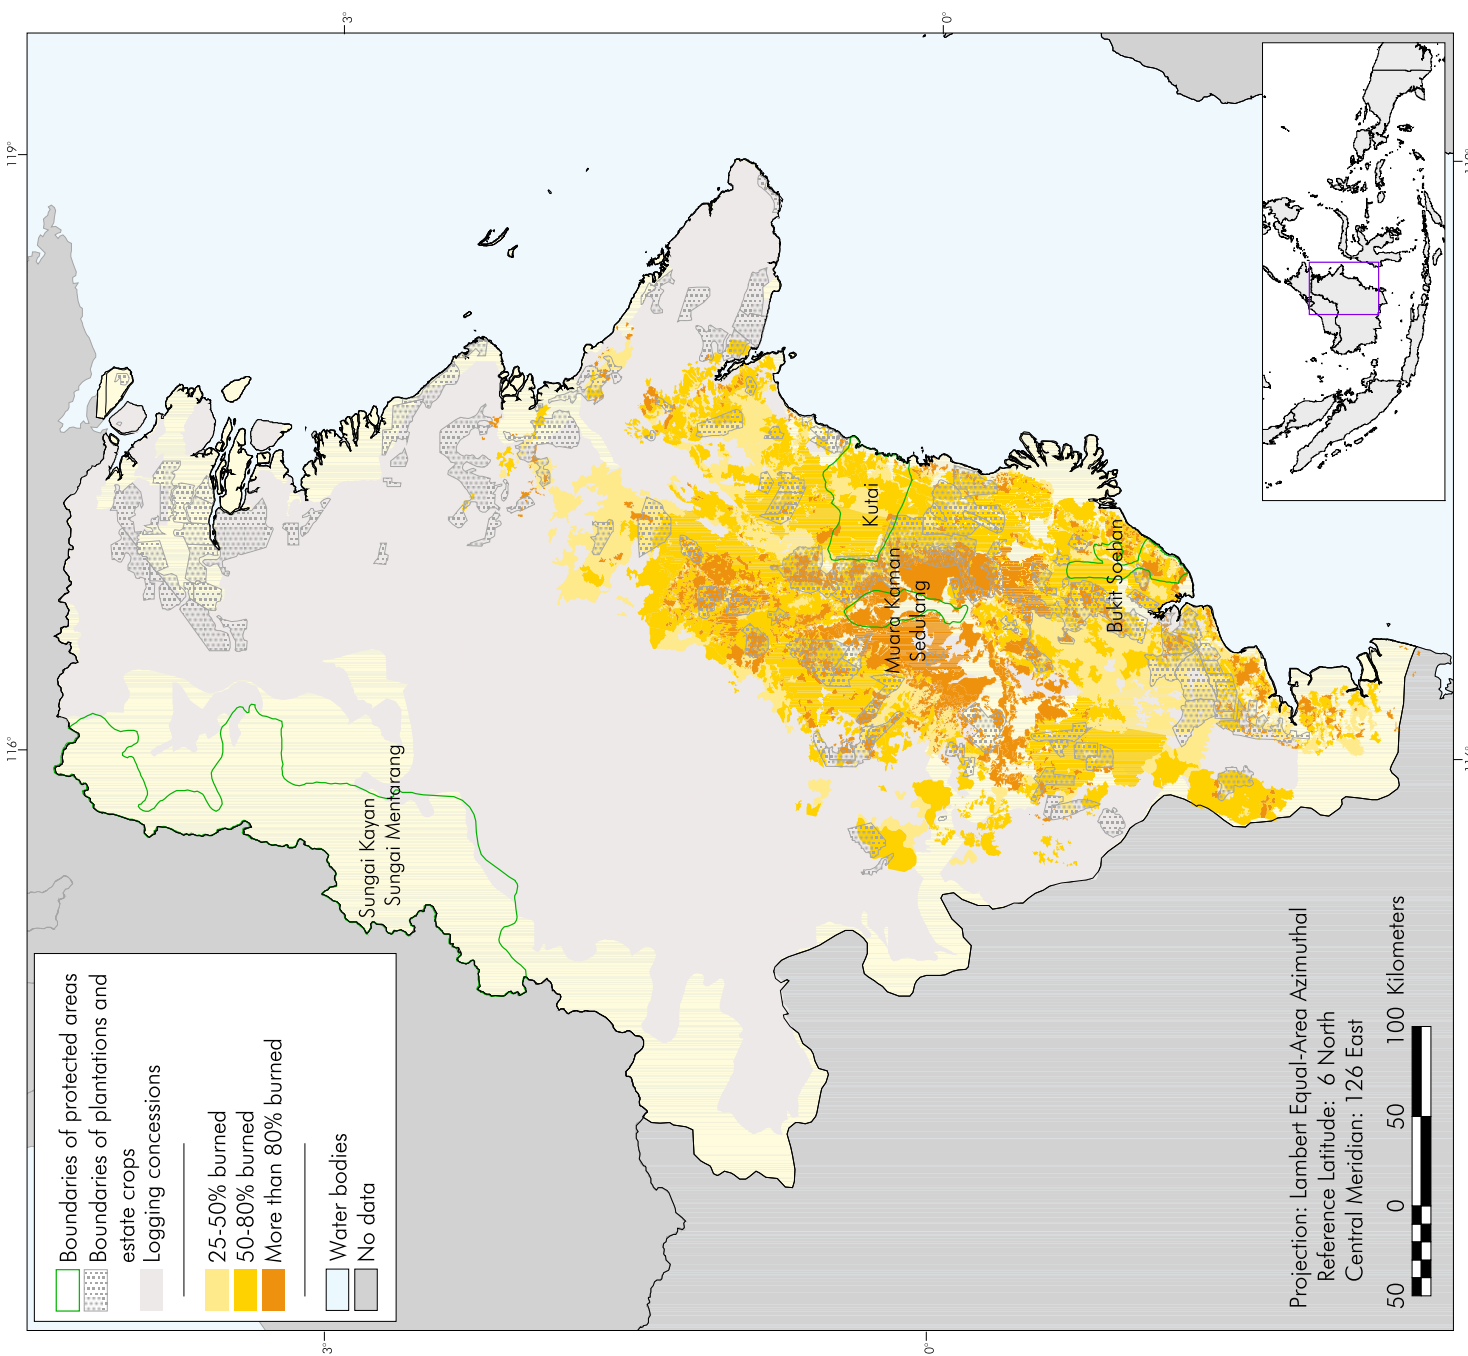 Boundaries of protected areas
Boundaries of plantations and
estate crops
Logging concessions
25-50% burned
50-80% burned
More than 80% burned
Water bodies
No data
Sungai Kayan
Sungai Mentarang
Kutai
Muara Kaman
Sedulang
Bukit Soeban
Projection: Lambert Equal-Area Azimuthal
Reference Latitude: 6 North
Central Meridian: 126 East
50 0 50 100 Kilometers
116°
119°
3°
0°
3°
0°